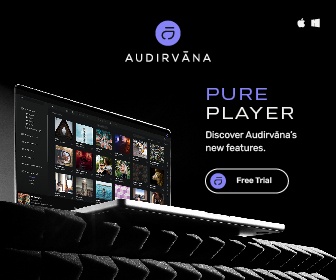 AUDIRVĀNA
PURE
PLAYER
Discover Audirvāna's
new features.
Free Trial